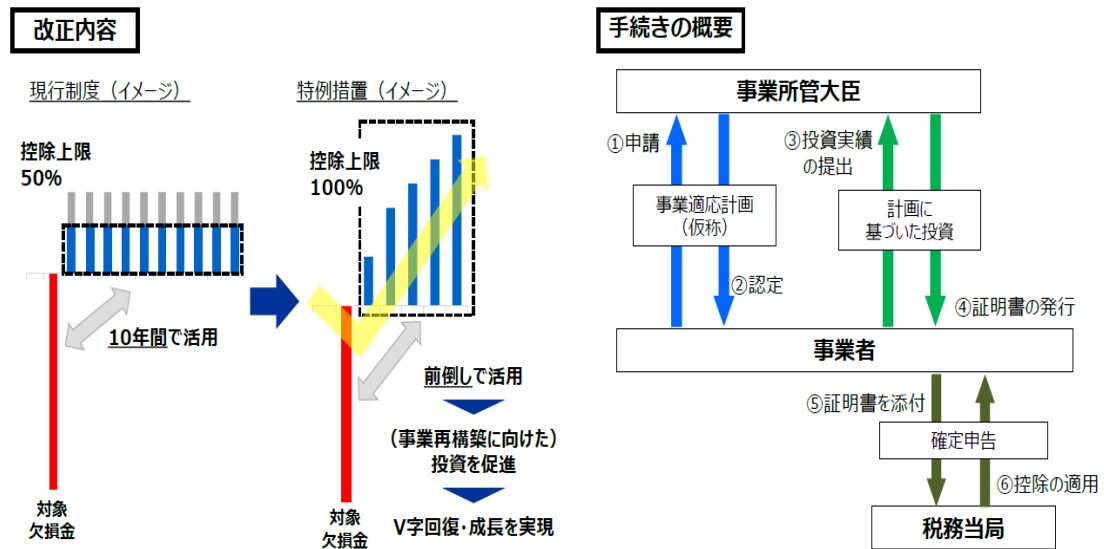 改正内容
現行制度（イメージ）
控除上限
50%
10年間で活用
対象
欠損金
特例措置（イメージ）
控除上限
100%
前倒しで活用
（事業再構築に向けた）
投資を促進
V字回復・成長を実現
対象
欠損金
手続きの概要
事業所管大臣
①申請
事業適応計画
（仮称）
②認定
③投資実績
の提出
計画に
基づいた投資
④証明書の発行
事業者
⑤証明書を添付
確定申告
⑥控除の適用
税務当局